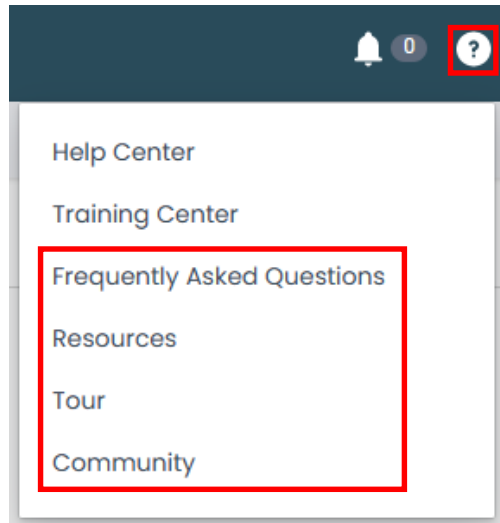 0
?
Help Center
Training Center
Frequently Asked Questions
Resources
Tour
Community